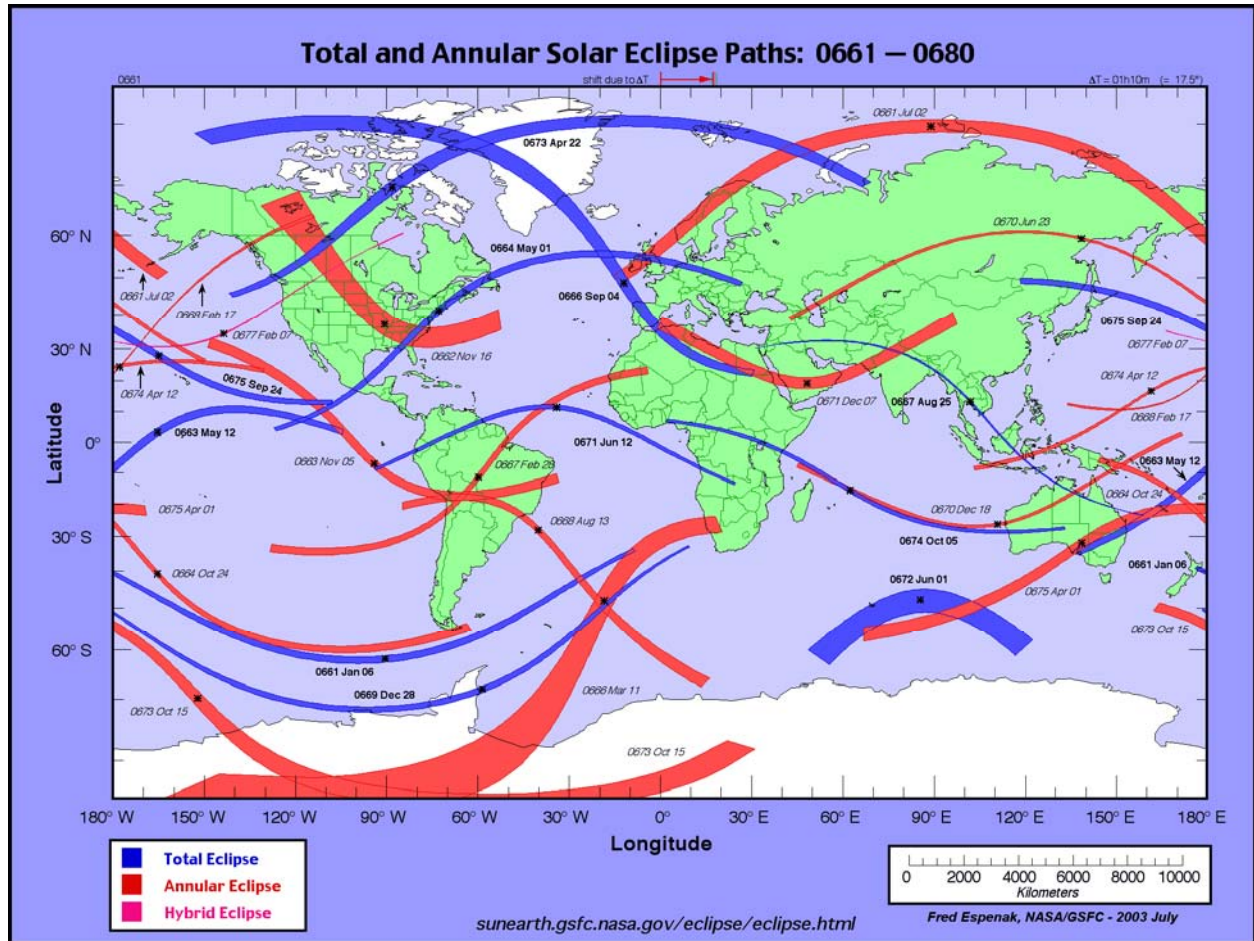 Total and Annular Solar Eclipse Paths: 0661 — 0680
0661
shift due to ΔT
ΔT = 01h10m (= 17.5°)
0661 Jul 02
0673 Apr 22
0670 Jun 23
60° N
0664 May 01
0661 Jul 02
0666 Sep 04
0668 Feb 17
0675 Sep 24
0677 Feb 07
0677 Feb 07
0662 Nov 16
30° N
0674 Apr 12
0675 Sep 24
0674 Apr 12
0671 Dec 07
0667 Aug 25
0668 Feb 17
0663 May 12
0671 Jun 12
Latitude
0°
0663 Nov 05
0667 Feb 28
0663 May 12
0664 Oct 24
0675 Apr 01
0668 Aug 13
0670 Dec 18
30° S
0674 Oct 05
0661 Jan 06
0664 Oct 24
0672 Jun 01
0675 Apr 01
0673 Oct 15
60° S
0661 Jan 06
0669 Dec 28
0666 Mar 11
0673 Oct 15
0673 Oct 15
180° W 150° W 120° W 90° W 60° W 30° W 0° 30° E 60° E 90° E 120° E 150° E 180° E
Longitude
Total Eclipse
Annular Eclipse
Hybrid Eclipse
0 2000 4000 6000 8000 10000
Kilometers
sunearth.gsfc.nasa.gov/eclipse/eclipse.html
Fred Espenak, NASA/GSFC - 2003 July